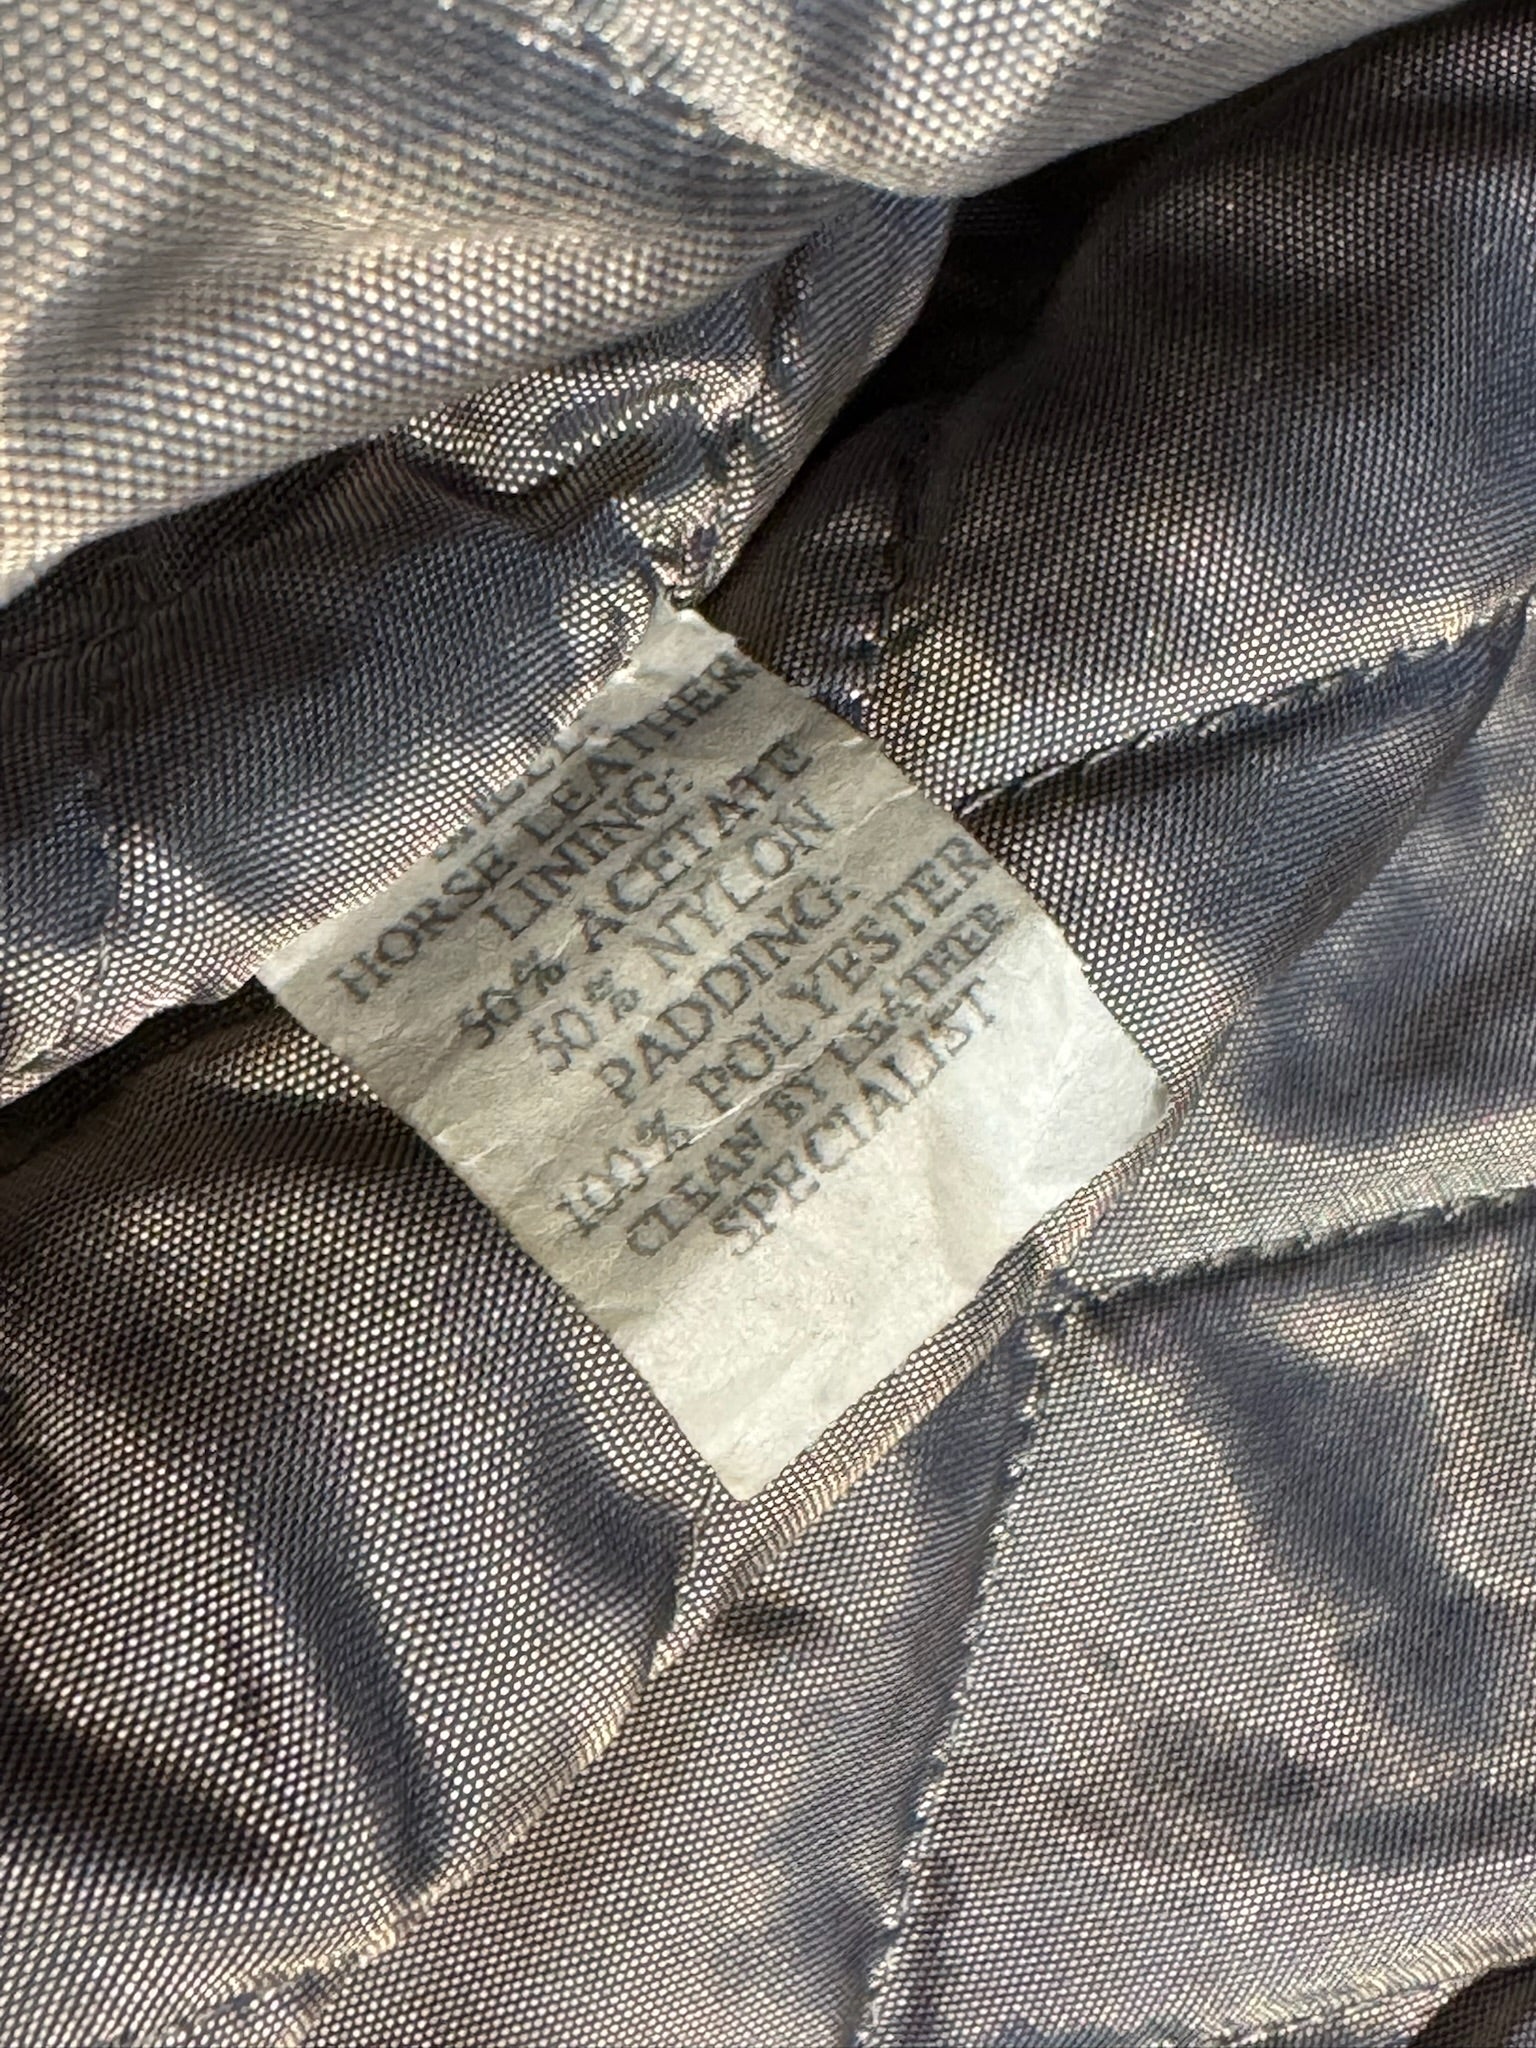 HORSE LEATHER
LINING:
50% ACETATE
50% NYLON
PADDING:
100% POLYESTER
CLEAN BY LEATHER
SPECIALIST